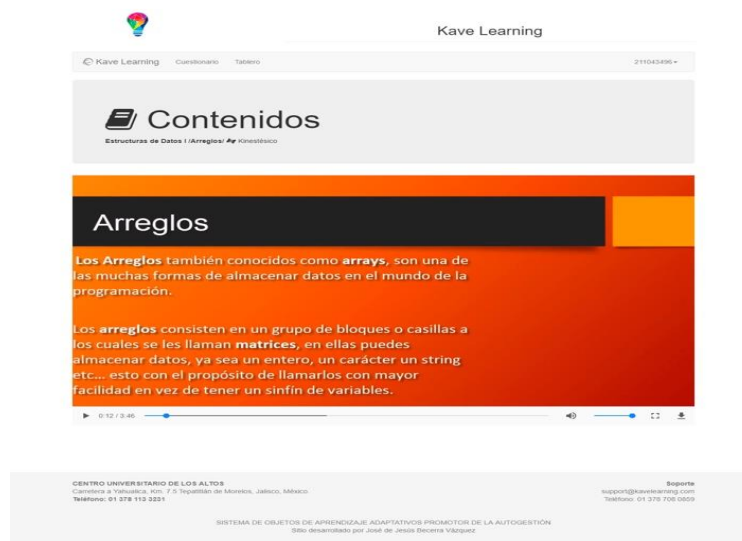 Kave Learning
Kave Learning Cuestionario Tablero 211043496
Contenidos
Estructuras de Datos I /Arreglos/ Kinestésico
Arreglos
Los Arreglos también conocidos como arrays, son una de
las muchas formas de almacenar datos en el mundo de la
programación.
Los arreglos consisten en un grupo de bloques o casillas a
los cuales se les llaman matrices, en ellas puedes
almacenar datos, ya sea un entero, un carácter un string
etc... esto con el propósito de llamarlos con mayor
facilidad en vez de tener un sinfín de variables.
0:12 / 3:46
CENTRO UNIVERSITARIO DE LOS ALTOS
Carretera a Yahualica, Km. 7.5 Tepatitlán de Morelos, Jalisco, México.
Teléfono: 01 378 113 3331
Soporte
support@kavelearning.com
Teléfono: 01 378 706 0809
SISTEMA DE OBJETOS DE APRENDIZAJE ADAPTATIVOS PROMOTOR DE LA AUTOGESTIÓN
Sitio desarrollado por José de Jesús Becerra Vázquez